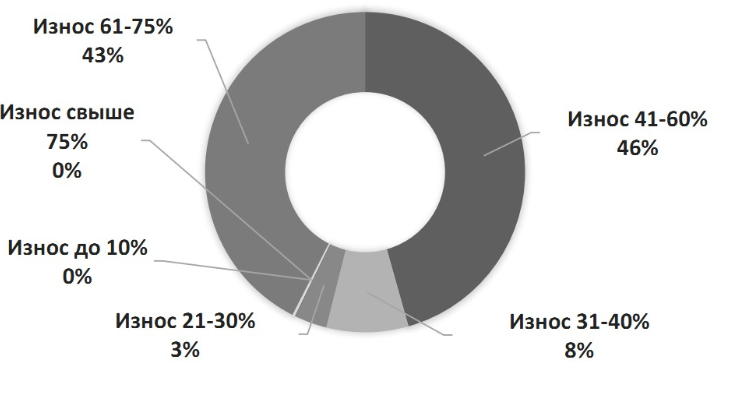 Износ 61-75%
43%
Износ свыше
75%
0%
Износ 41-60%
46%
Износ до 10%
0%
Износ 21-30%
3%
Износ 31-40%
8%